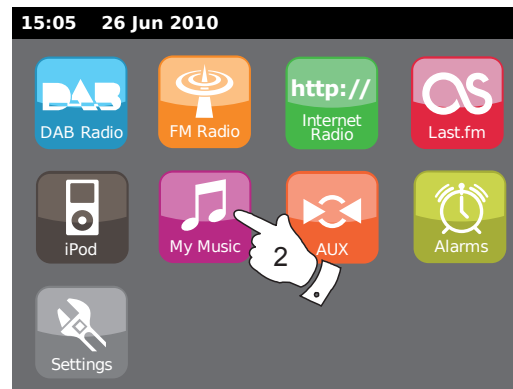 15:05 26 Jun 2010
DAB
DAB Radio
FM Radio
http://
Internet
Radio
Last.fm
iPod
My Music
2
AUX
Alarms
Settings